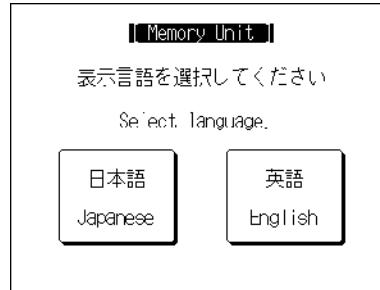 [ Memory Unit ]
表示言語を選択してください
Select language.
日本語
Japanese
英語
English